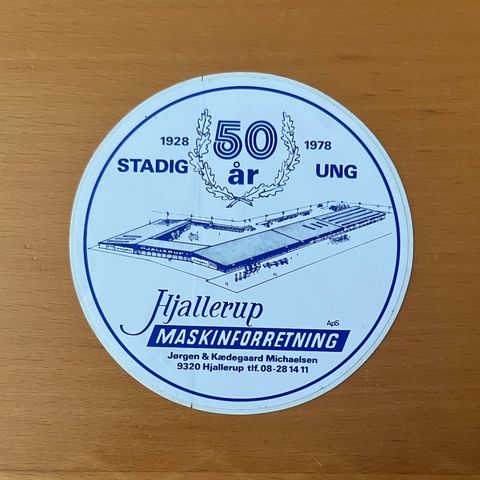 50
1928 år 1978
STADIG UNG
HJALLERUP
Hjallerup
ApS
MASKINFORRETNING
Jørgen & Kædegaard Michaelsen
9320 Hjallerup tlf. 08-28 14 11